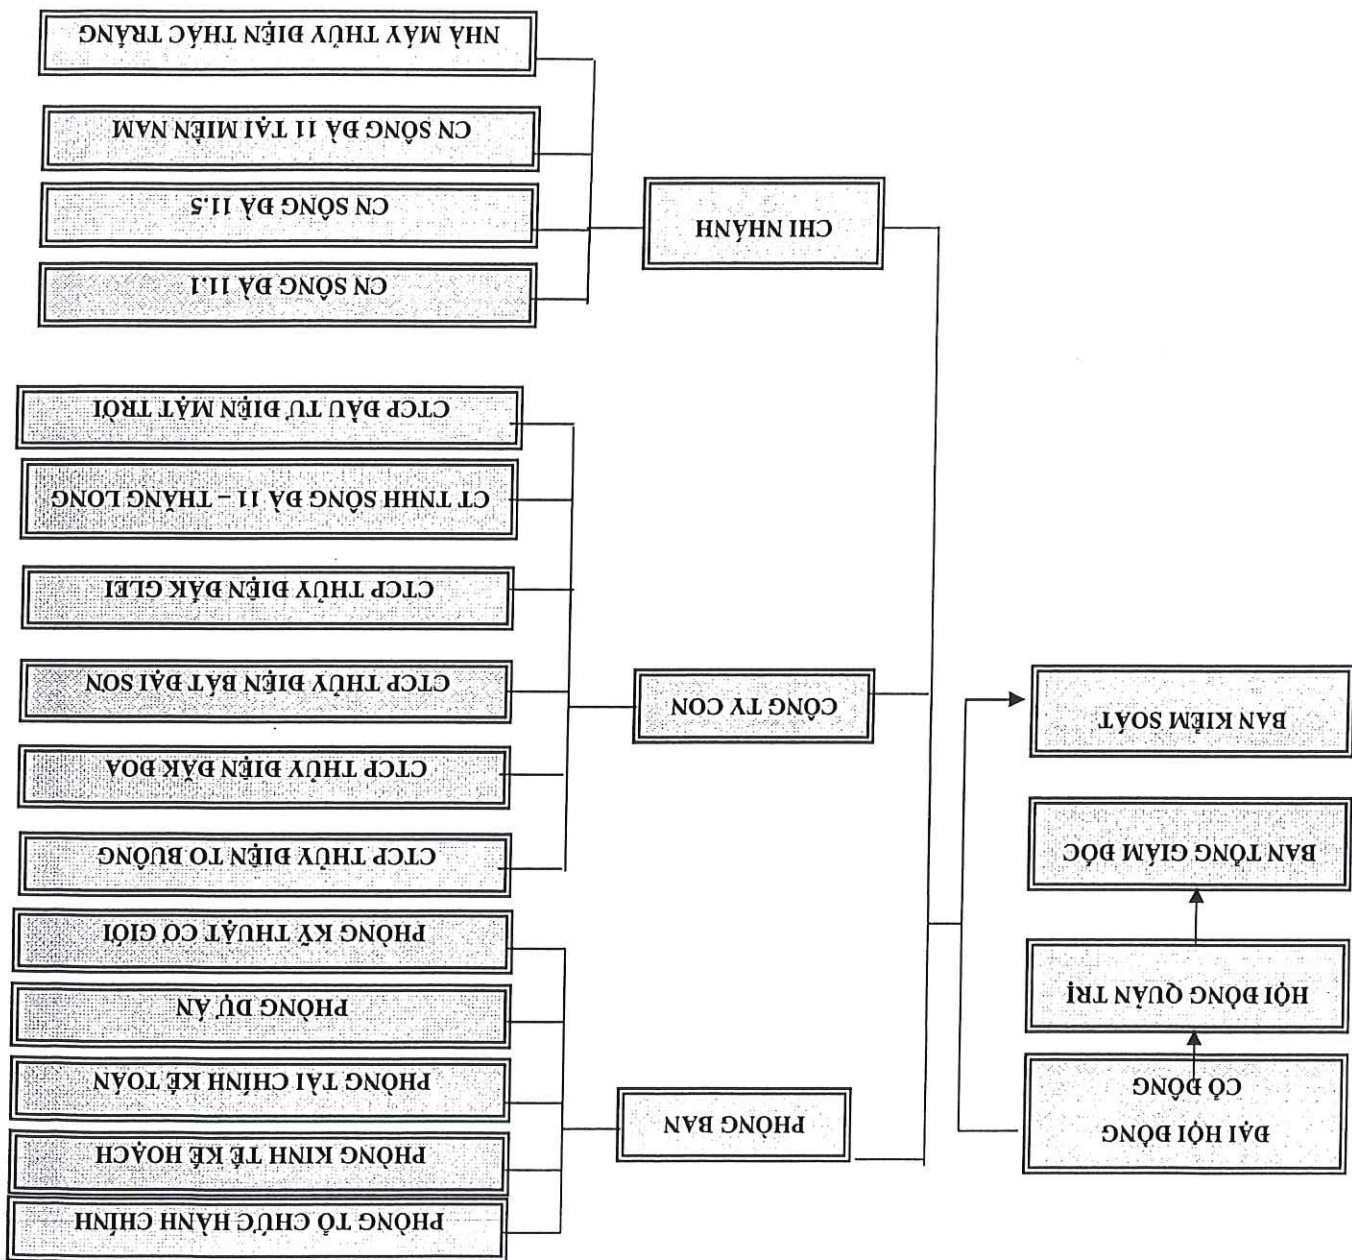 ĐẠI HỘI ĐỒNG
CỔ ĐÔNG
HỘI ĐỒNG QUẢN TRỊ
BAN TỔNG GIÁM ĐỐC
BAN KIỂM SOÁT
PHÒNG BAN
PHÒNG TỔ CHỨC HÀNH CHÍNH
PHÒNG KINH TẾ KẾ HOẠCH
PHÒNG TÀI CHÍNH KẾ TOÁN
PHÒNG DỰ ÁN
PHÒNG KỸ THUẬT CƠ GIỚI
CÔNG TY CON
CTCP THỦY ĐIỆN TO BUÔNG
CTCP THỦY ĐIỆN ĐĂK ĐOA
CTCP THỦY ĐIỆN BÁT ĐẠI SƠN
CTCP THỦY ĐIỆN ĐẮK GLEI
CT TNHH SÔNG ĐÀ 11 – THĂNG LONG
CTCP ĐẦU TƯ ĐIỆN MẶT TRỜI
CHI NHÁNH
CN SÔNG ĐÀ 11.1
CN SÔNG ĐÀ 11.5
CN SÔNG ĐÀ 11 TẠI MIỀN NAM
NHÀ MÁY THỦY ĐIỆN THÁC TRẮNG